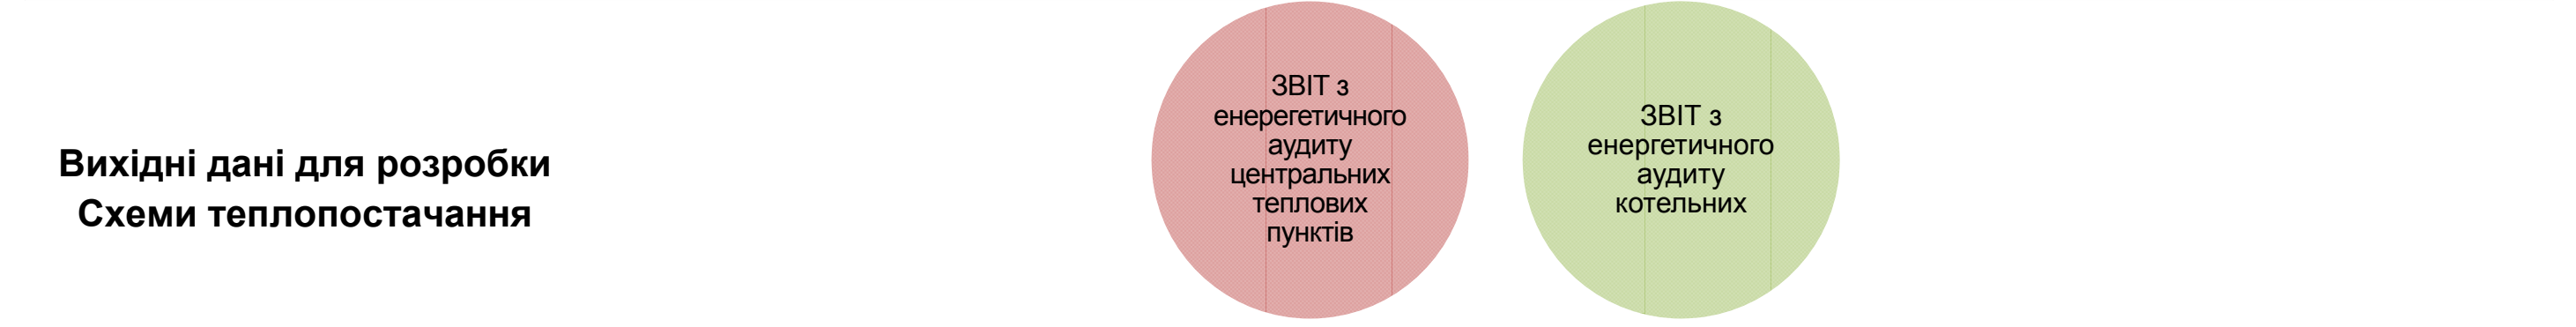 Вихідні дані для розробки
Схеми теплопостачання
ЗВІТ з
енерегетичного
аудиту
центральних
теплових
пунктів
ЗВІТ з
енергетичного
аудиту
котельних